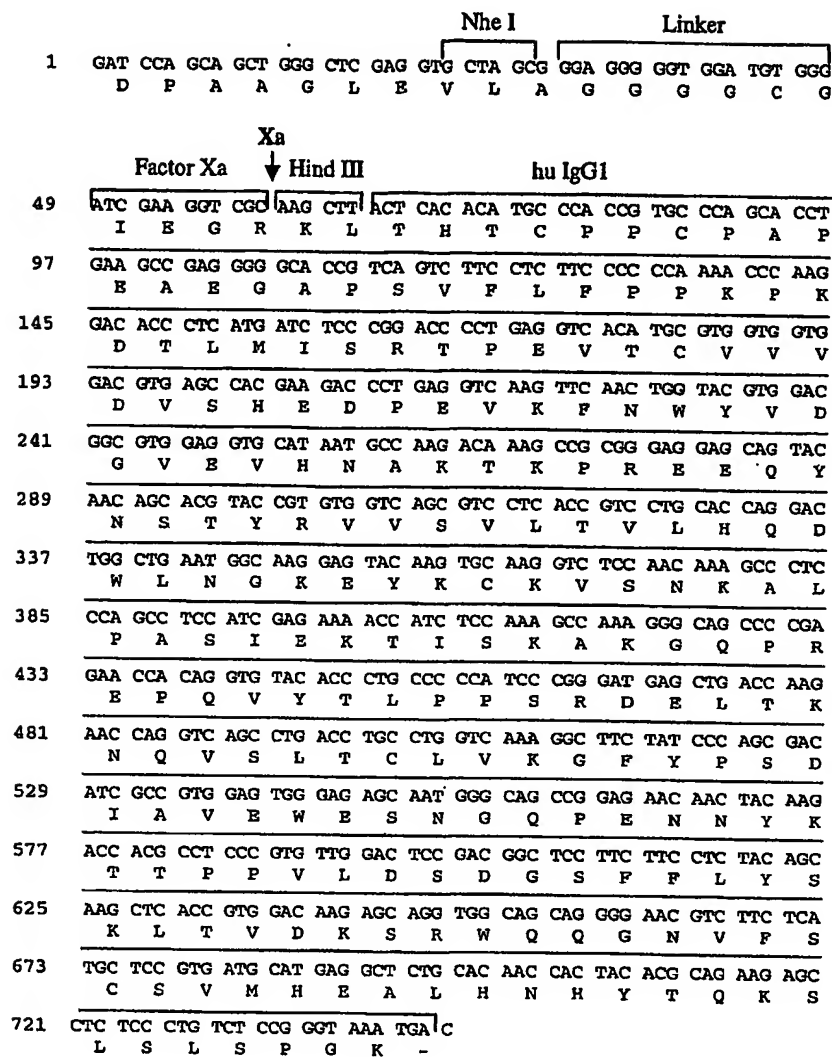 Nhe I Linker
1 GAT CCA GCA GCT GGG CTC GAG GTG CTA GCG GGA GGG GGT GGA TGT GGG
D P A A G L E V L A G G G G C G
Xa
Factor Xa Hind III hu IgG1
49 ATC GAA GGT CGC AAG CTT ACT CAC ACA TGC CCA CCG TGC CCA GCA CCT
I E G R K L T H T C P P C P A P
97 GAA GCC GAG GGG GCA CCG TCA GTC TTC CTC TTC CCC CCA AAA CCC AAG
E A E G A P S V F L F P P K P K
145 GAC ACC CTC ATG ATC TCC CGG ACC CCT GAG GTC ACA TGC GTG GTG GTG
D T L M I S R T P E V T C V V V
193 GAC GTG AGC CAC GAA GAC CCT GAG GTC AAG TTC AAC TGG TAC GTG GAC
D V S H E D P E V K F N W Y V D
241 GGC GTG GAG GTG CAT AAT GCC AAG ACA AAG CCG CGG GAG GAG CAG TAC
G V E V H N A K T K P R E E Q Y
289 AAC AGC ACG TAC CGT GTG GTC AGC GTC CTC ACC GTC CTG CAC CAG GAC
N S T Y R V V S V L T V L H Q D
337 TGG CTG AAT GGC AAG GAG TAC AAG TGC AAG GTC TCC AAC AAA GCC CTC
W L N G K E Y K C K V S N K A L
385 CCA GCC TCC ATC GAG AAA ACC ATC TCC AAA GCC AAA GGG CAG CCC CGA
P A S I E K T I S K A K G Q P R
433 GAA CCA CAG GTG TAC ACC CTG CCC CCA TCC CGG GAT GAG CTG ACC AAG
E P Q V Y T L P P S R D E L T K
481 AAC CAG GTC AGC CTG ACC TGC CTG GTC AAA GGC TTC TAT CCC AGC GAC
N Q V S L T C L V K G F Y P S D
529 ATC GCC GTG GAG TGG GAG AGC AAT GGG CAG CCG GAG AAC AAC TAC AAG
I A V E W E S N G Q P E N N Y K
577 ACC ACG CCT CCC GTG TTG GAC TCC GAC GGC TCC TTC TTC CTC TAC AGC
T T P P V L D S D G S F F L Y S
625 AAG CTC ACC GTG GAC AAG AGC AGG TGG CAG CAG GGG AAC GTC TTC TCA
K L T V D K S R W Q Q G N V F S
673 TGC TCC GTG ATG CAT GAG GCT CTG CAC AAC CAC TAC ACG CAG AAG AGC
C S V M H E A L H N H Y T Q K S
721 CTC TCC CTG TCT CCG GGT AAA TGA C
L S L S P G K -